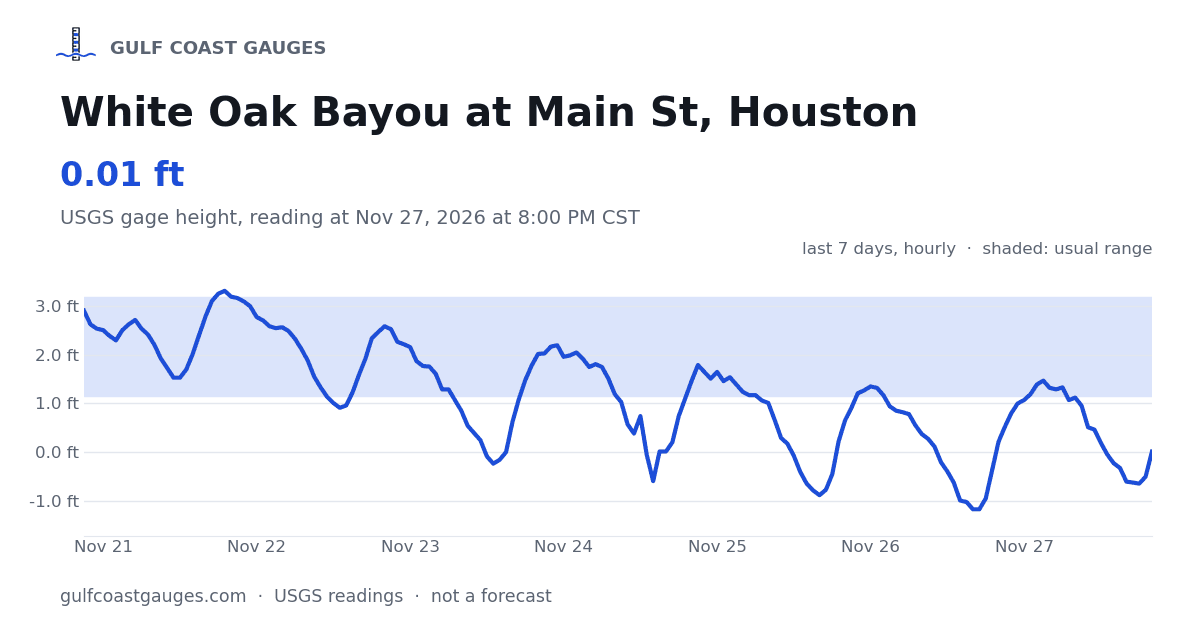 GULF COAST GAUGES
White Oak Bayou at Main St, Houston
0.01 ft
USGS gage height, reading at Nov 27, 2026 at 8:00 PM CST
last 7 days, hourly · shaded: usual range
3.0 ft
2.0 ft
1.0 ft
0.0 ft
-1.0 ft
Nov 21 Nov 22 Nov 23 Nov 24 Nov 25 Nov 26 Nov 27
gulfcoastgauges.com · USGS readings · not a forecast